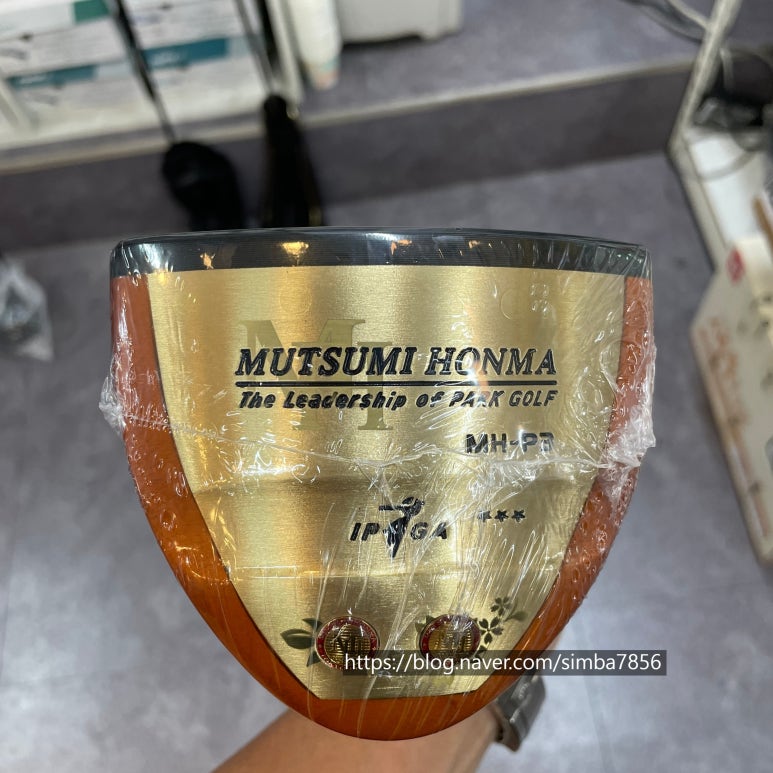 MUTSUMI HONMA
The Leadership of PARK GOLF
MH-P3
IPGA ★★★
https://blog.naver.com/simba7856